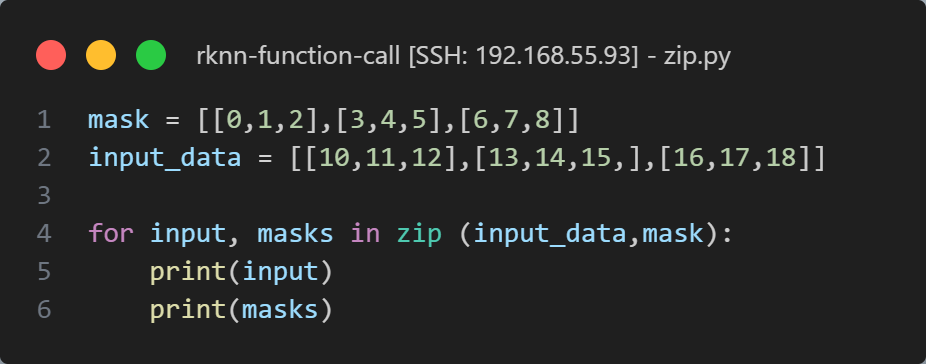 rknn-function-call [SSH: 192.168.55.93] - zip.py
1 mask = [[0,1,2],[3,4,5],[6,7,8]]
2 input_data = [[10,11,12],[13,14,15,],[16,17,18]]
3
4 for input, masks in zip (input_data,mask):
5     print(input)
6     print(masks)